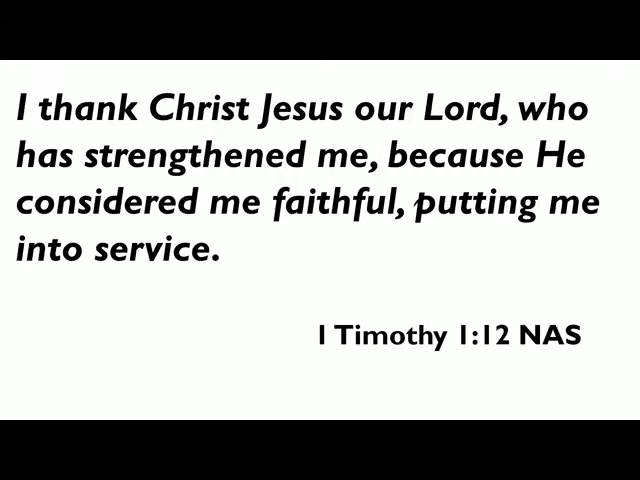 I thank Christ Jesus our Lord, who
has strengthened me, because He
considered me faithful, putting me
into service.
1 Timothy 1:12 NAS